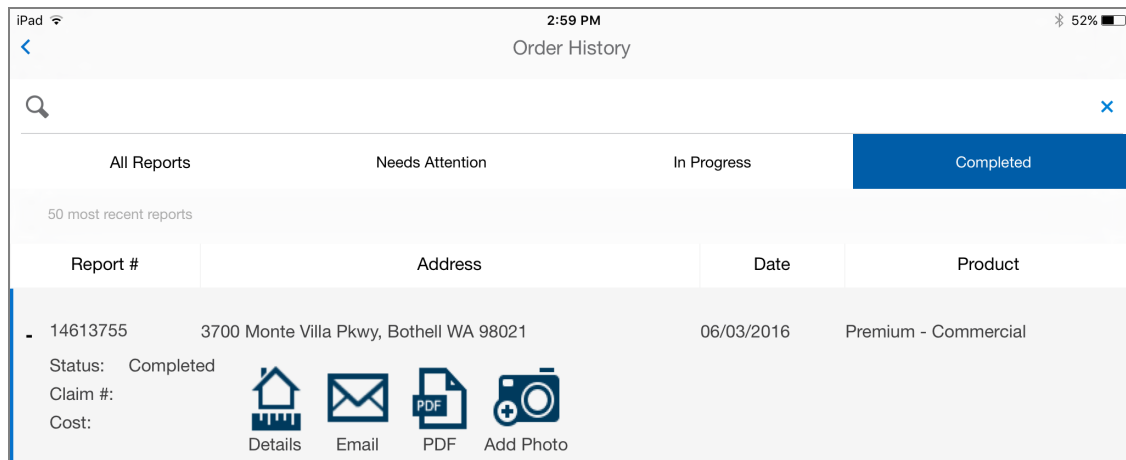 iPad 2:59 PM 52%
Order History
All Reports Needs Attention In Progress Completed
50 most recent reports
Report # Address Date Product
- 14613755 3700 Monte Villa Pkwy, Bothell WA 98021 06/03/2016 Premium - Commercial
Status: Completed
Claim #:
Cost:
PDF
Details Email PDF Add Photo